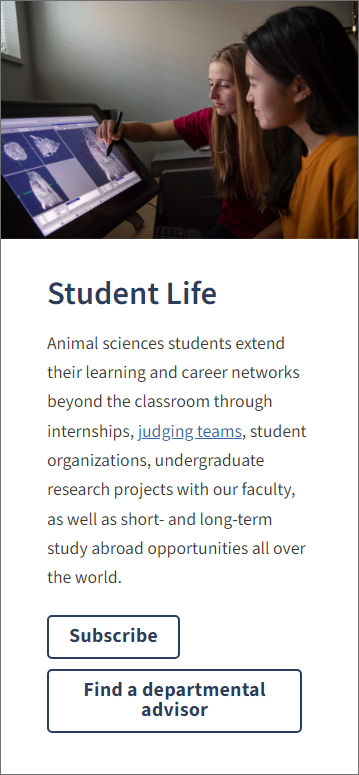 Student Life
Animal sciences students extend
their learning and career networks
beyond the classroom through
internships, judging teams, student
organizations, undergraduate
research projects with our faculty,
as well as short- and long-term
study abroad opportunities all over
the world.
Subscribe
Find a departmental
advisor